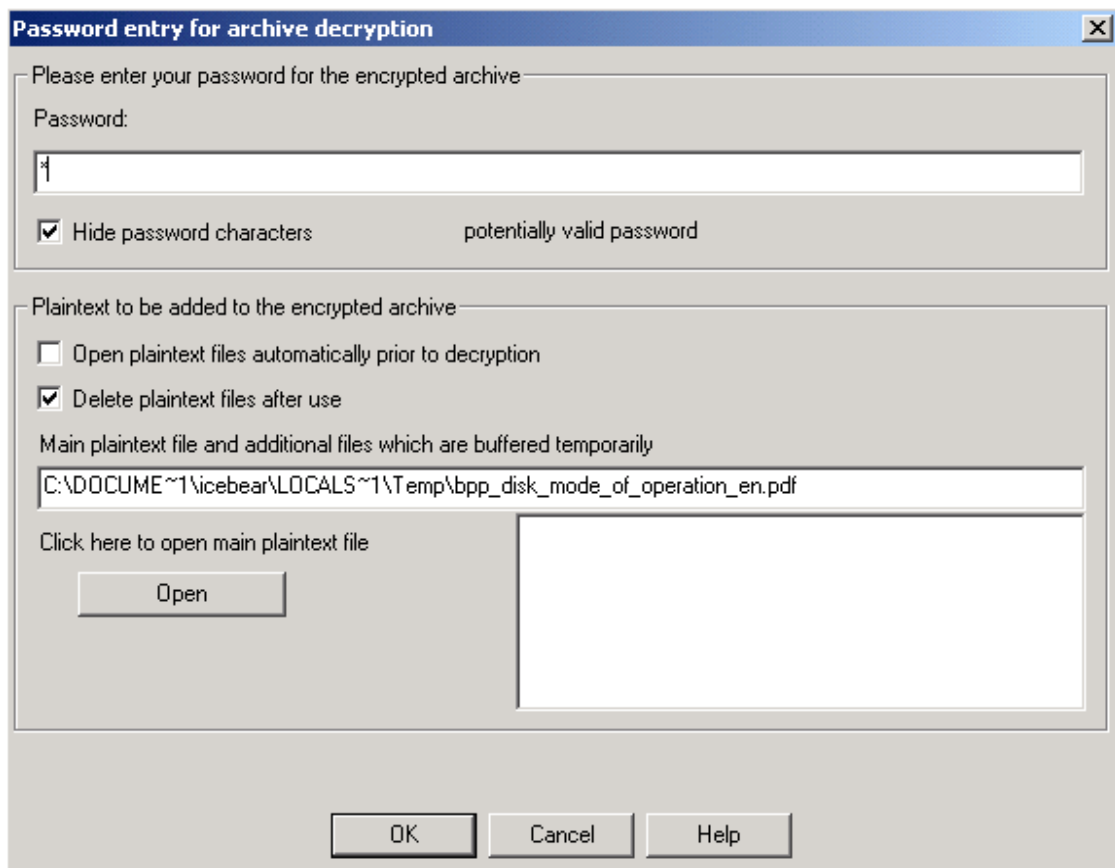 Password entry for archive decryption
Please enter your password for the encrypted archive
Password:
*
Hide password characters
potentially valid password
Plaintext to be added to the encrypted archive
Open plaintext files automatically prior to decryption
Delete plaintext files after use
Main plaintext file and additional files which are buffered temporarily
C:\DOCUME~1\icebear\LOCALS~1\Temp\bpp_disk_mode_of_operation_en.pdf
Click here to open main plaintext file
Open
OK
Cancel
Help